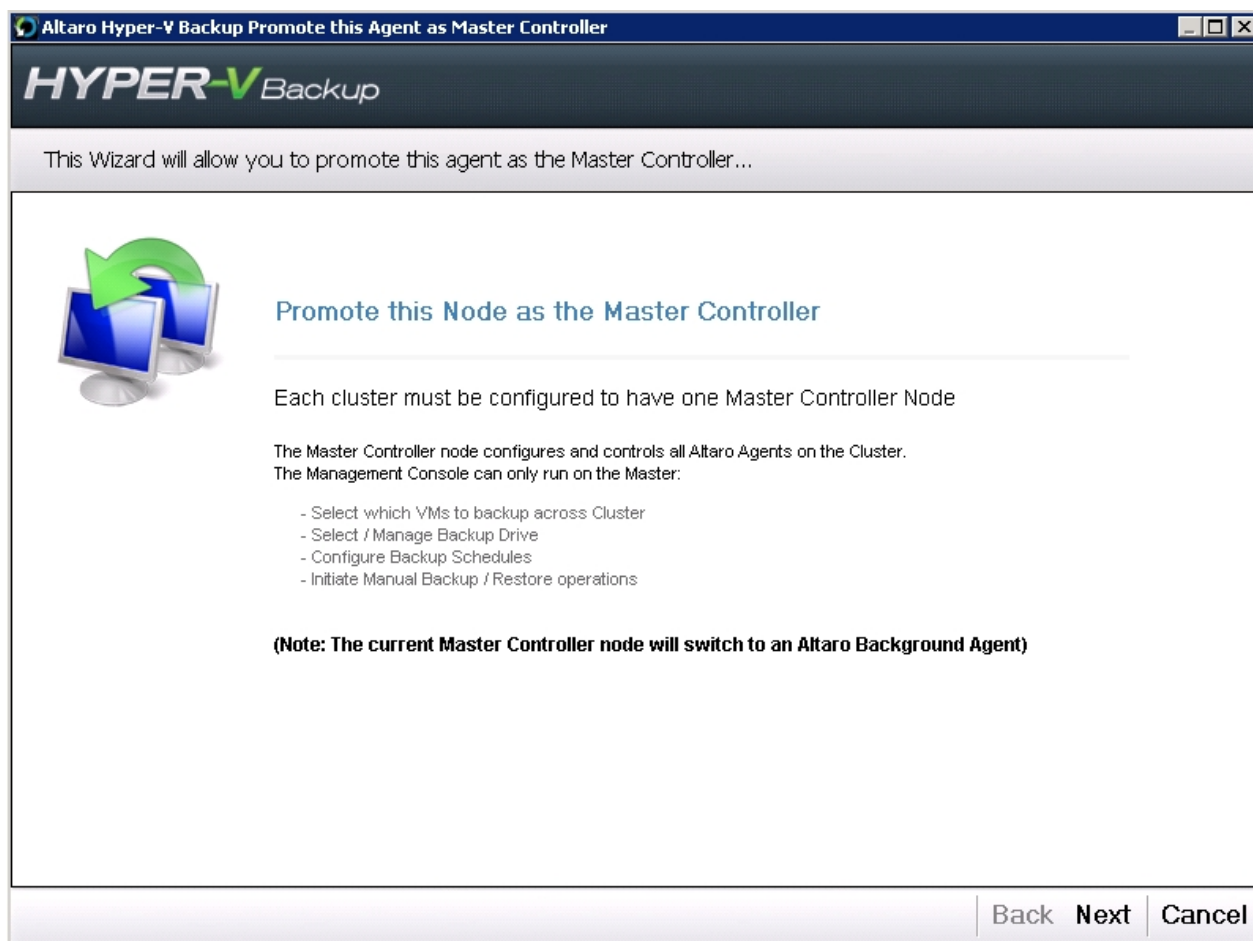 Altaro Hyper-V Backup Promote this Agent as Master Controller
HYPER-V Backup
This Wizard will allow you to promote this agent as the Master Controller...
Promote this Node as the Master Controller
Each cluster must be configured to have one Master Controller Node
The Master Controller node configures and controls all Altaro Agents on the Cluster.
The Management Console can only run on the Master:
- Select which VMs to backup across Cluster
- Select / Manage Backup Drive
- Configure Backup Schedules
- Initiate Manual Backup / Restore operations
(Note: The current Master Controller node will switch to an Altaro Background Agent)
Back Next Cancel